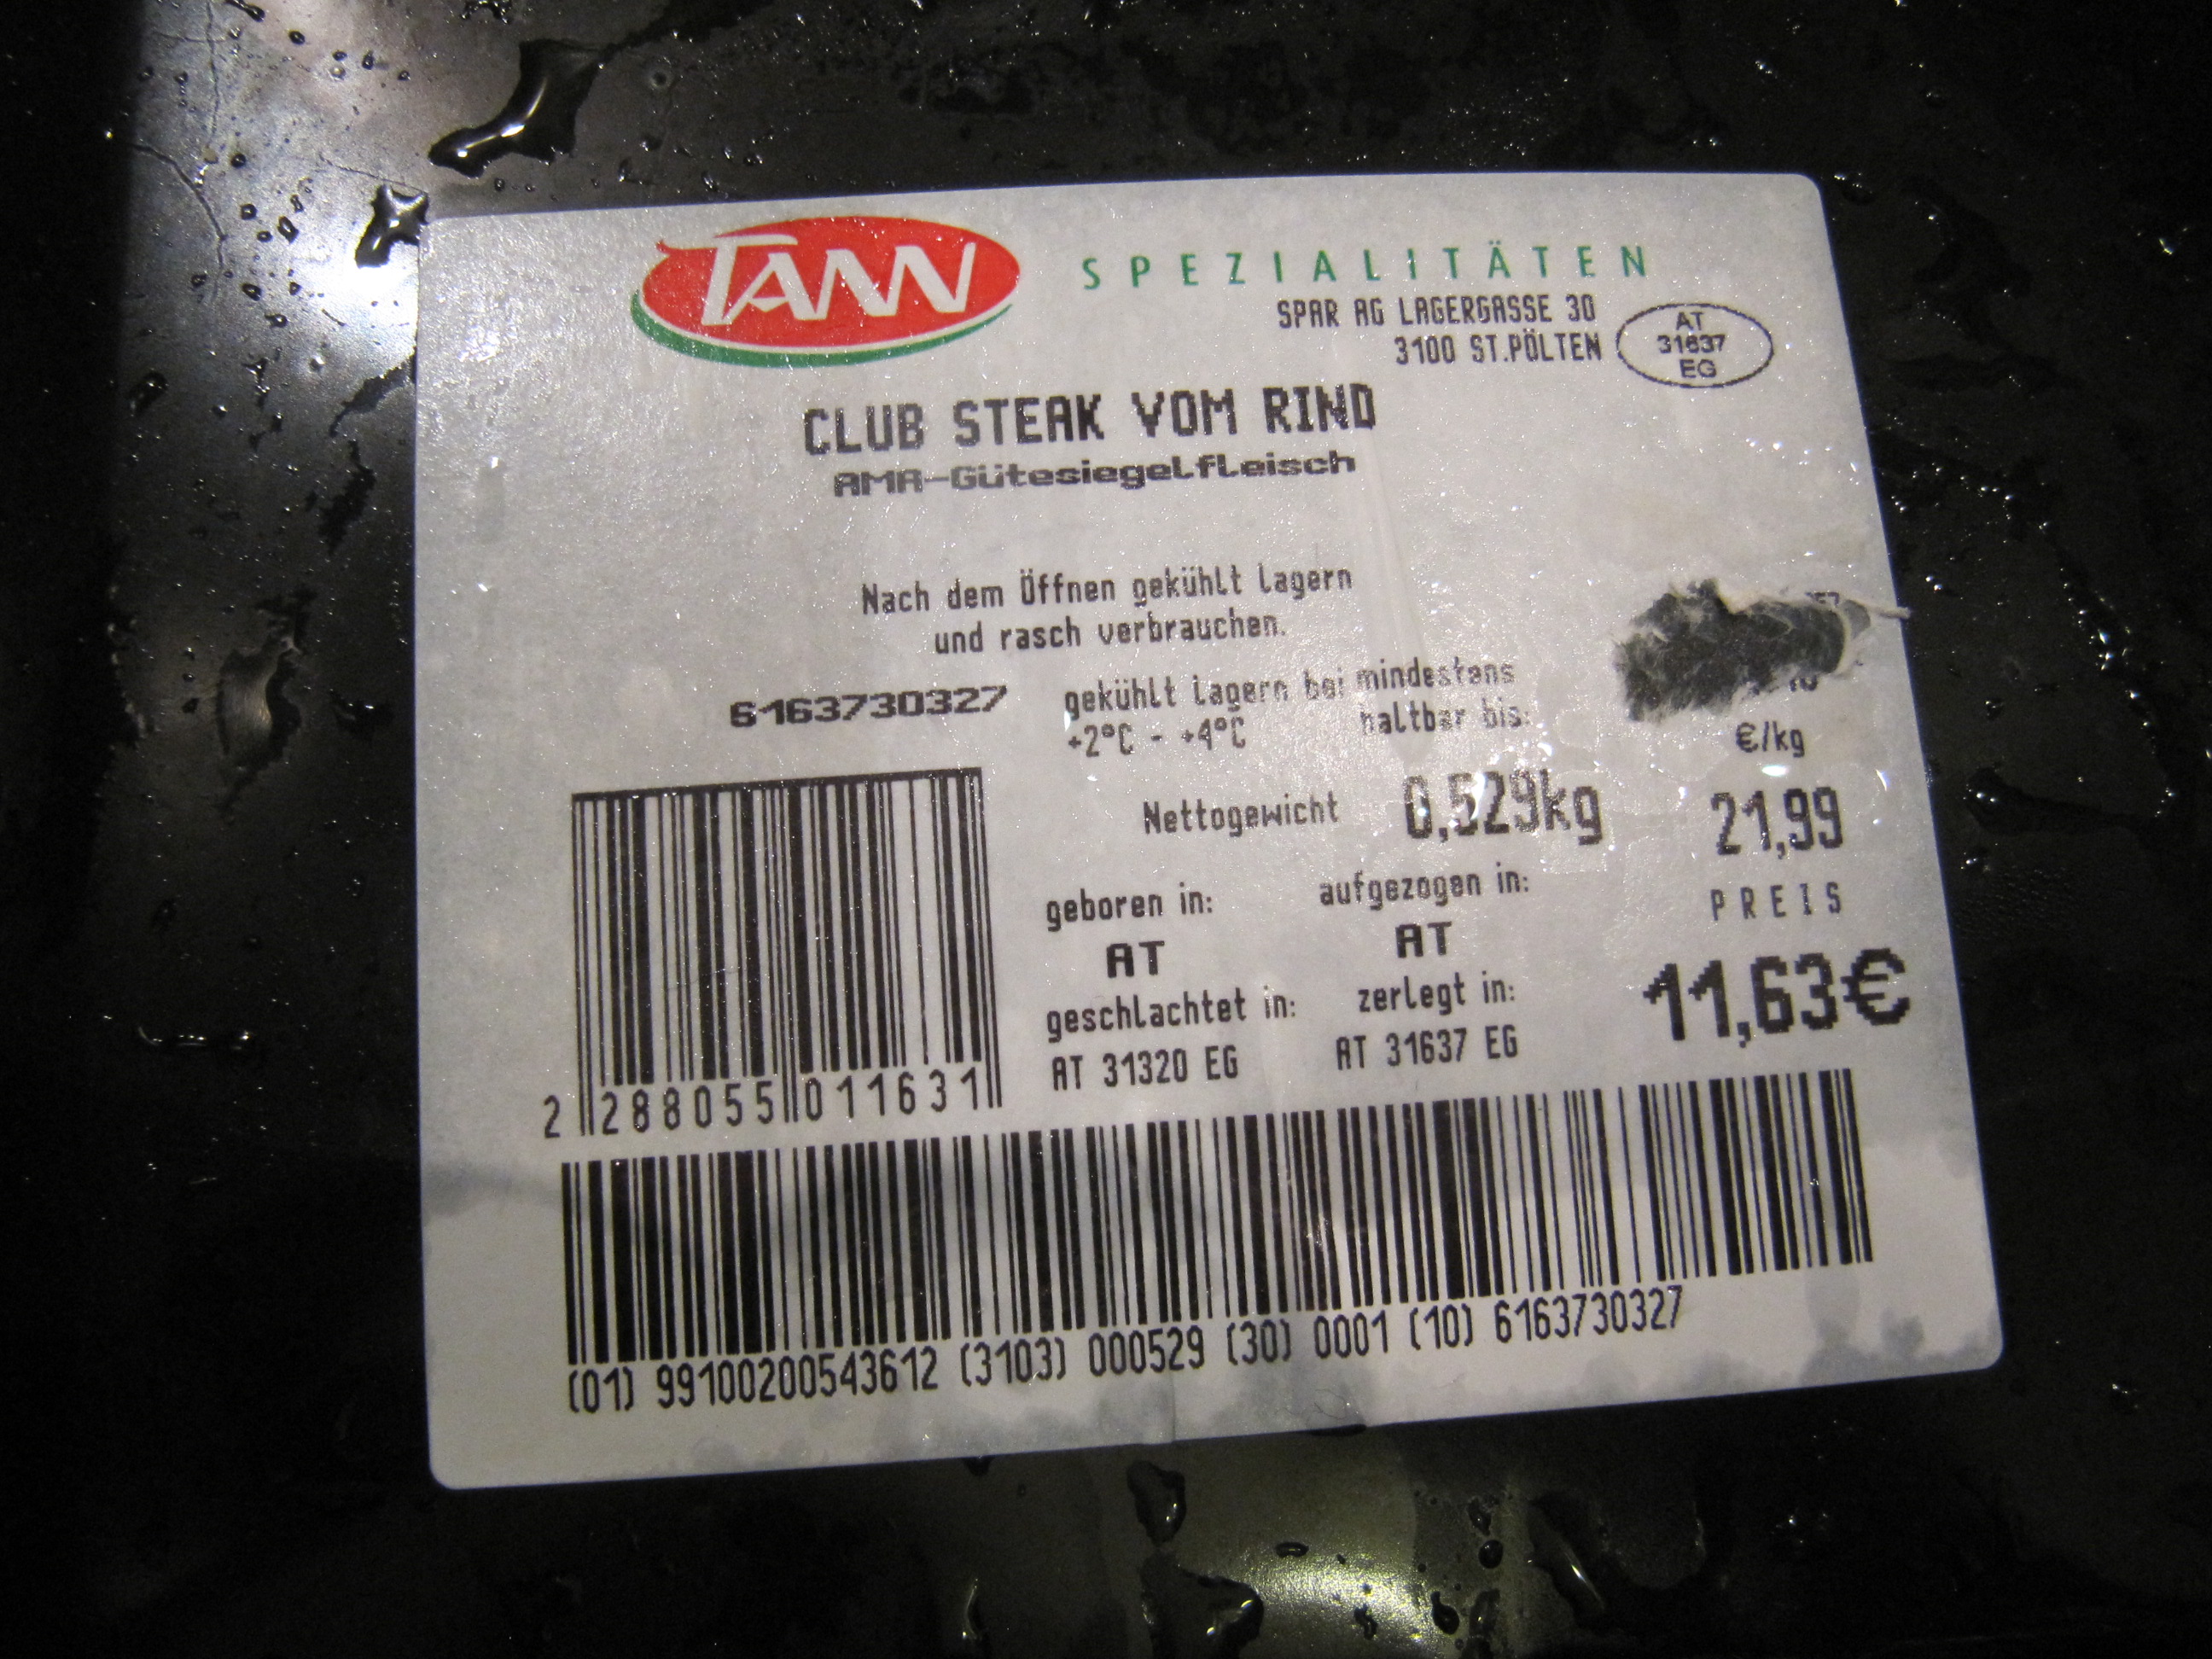 TANN SPEZIALITÄTEN
SPAR AG LAGERGASSE 30
3100 ST.PÖLTEN
AT
31637
EG
CLUB STEAK VOM RIND
AMA-Gütesiegelfleisch
Nach dem Öffnen gekühlt lagern
und rasch verbrauchen.
6163730327
gekühlt lagern bei
+2°C - +4°C
mindestens
haltbar bis:
€/kg
Nettogewicht 0,529kg 21,99
geboren in: aufgezogen in: PREIS
AT AT
11,63€
geschlachtet in: zerlegt in:
AT 31320 EG AT 31637 EG
2 288055 011631
(01) 99100200543612 (3103) 000529 (30) 0001 (10) 6163730327